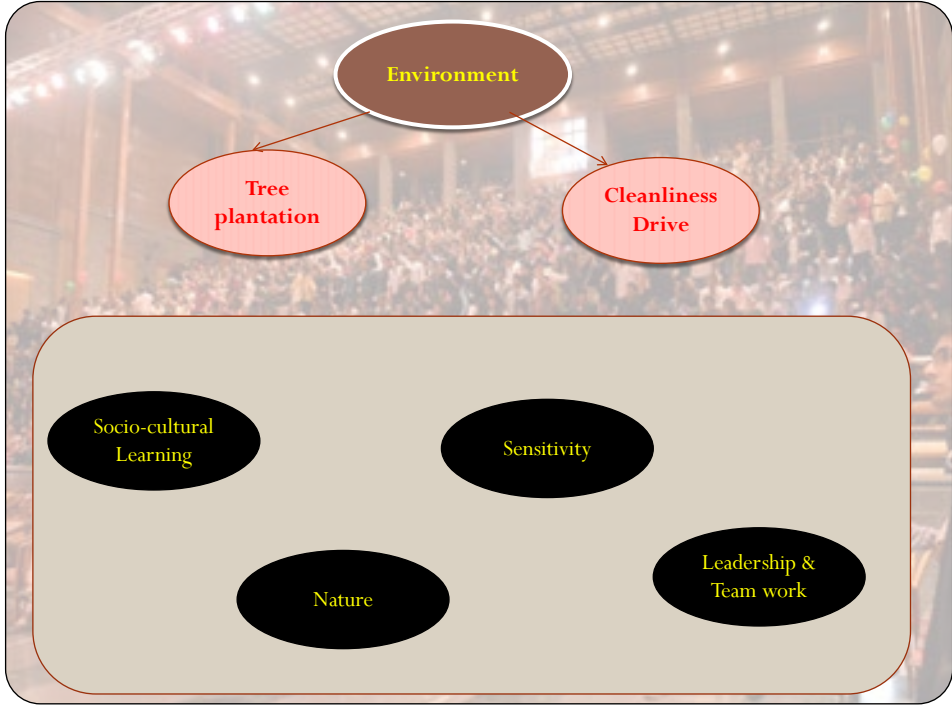 Environment
Tree
plantation
Cleanliness
Drive
Socio-cultural
Learning
Sensitivity
Nature
Leadership &
Team work